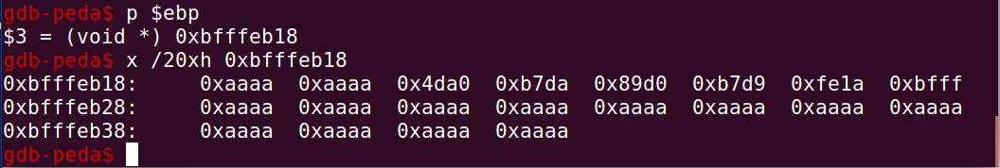 gdb-peda$ p $ebp
$3 = (void *) 0xbfffeb18
gdb-peda$ x /20xh 0xbfffeb18
0xbfffeb18: 0xaaaa 0xaaaa 0x4da0 0xb7da 0x89d0 0xb7d9 0xfe1a 0xbfff
0xbfffeb28: 0xaaaa 0xaaaa 0xaaaa 0xaaaa 0xaaaa 0xaaaa 0xaaaa 0xaaaa
0xbfffeb38: 0xaaaa 0xaaaa 0xaaaa 0xaaaa
gdb-peda$